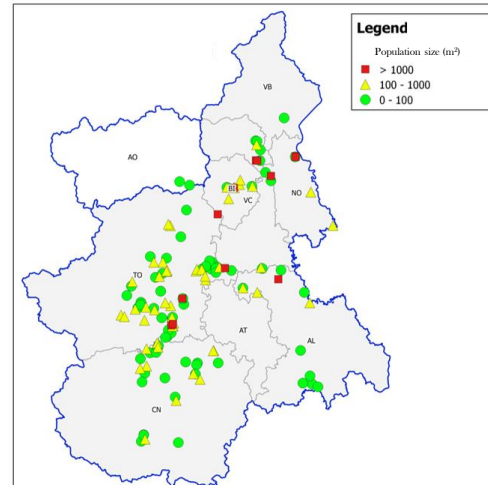 Legend
Population size (m²)
> 1000
100 - 1000
0 - 100
VB
AO
BI
NO
VC
TO
AT
AL
CN